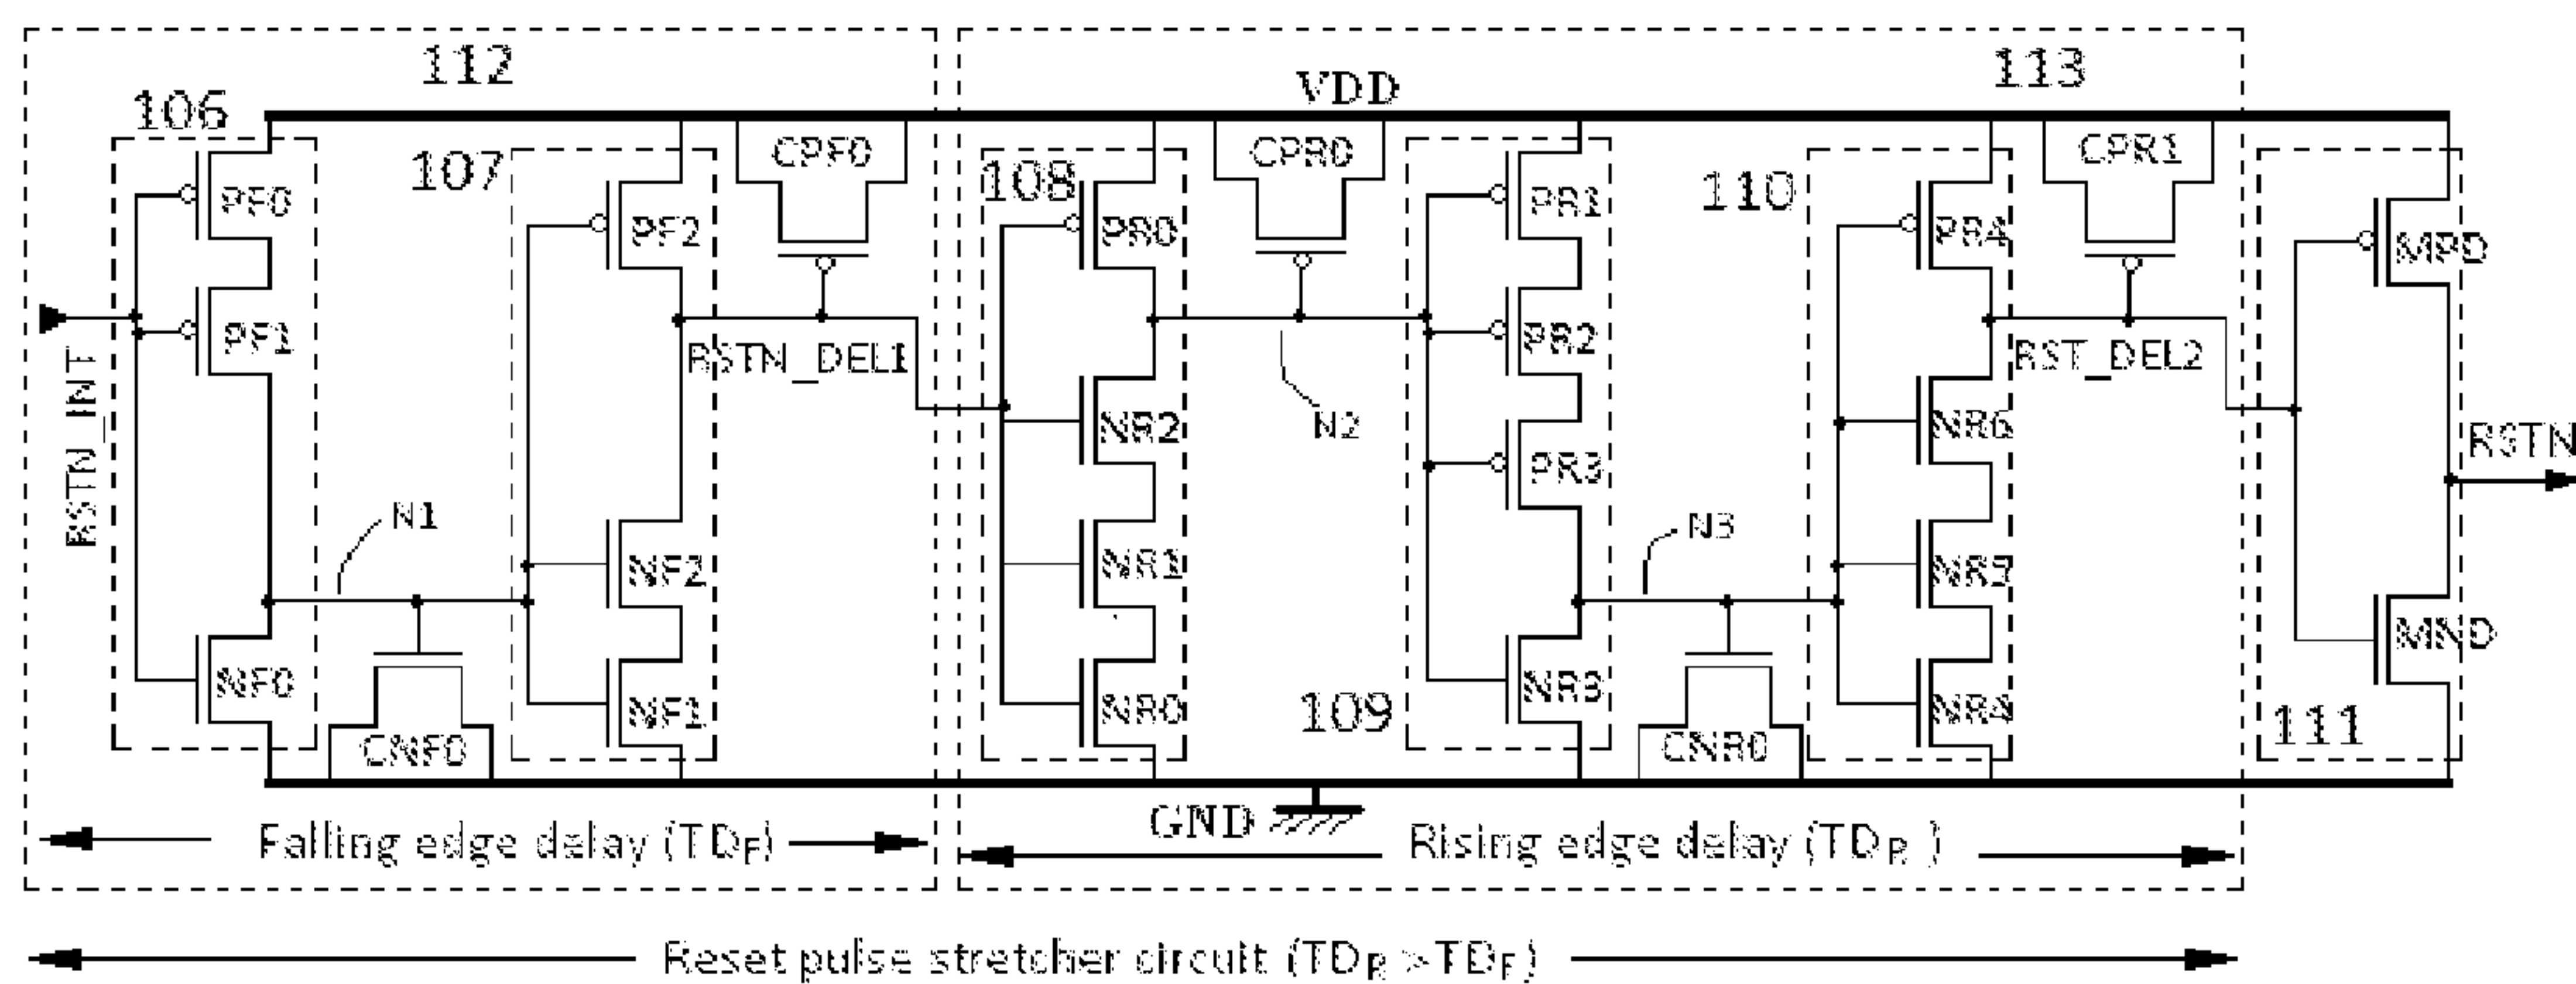 112
113
VDD
106
107
108
110
CPF0
CPR0
CPR1
PF0
PF2
PR0
PR1
PR4
MPD
PF1
PR2
RSTN_DEL1
RST_DEL2
RSTN_INT
NR2
N2
PR3
NR6
RSTN
N1
N3
NF2
NR1
NR5
MND
NF0
NF1
NR0
NR3
NR4
109
111
CNF0
CNR0
GND
Falling edge delay (TDF)
Rising edge delay (TDR )
Reset pulse stretcher circuit (TDR >TDF)